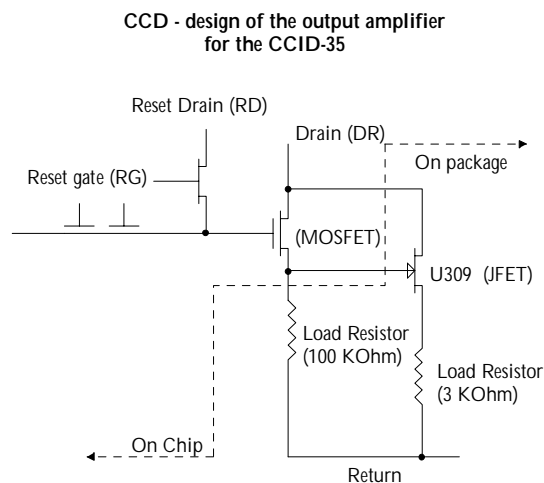 CCD - design of the output amplifier
for the CCID-35
Reset Drain (RD)
Drain (DR)
On package
Reset gate (RG)
(MOSFET)
U309 (JFET)
Load Resistor
(100 KOhm)
Load Resistor
(3 KOhm)
On Chip
Return